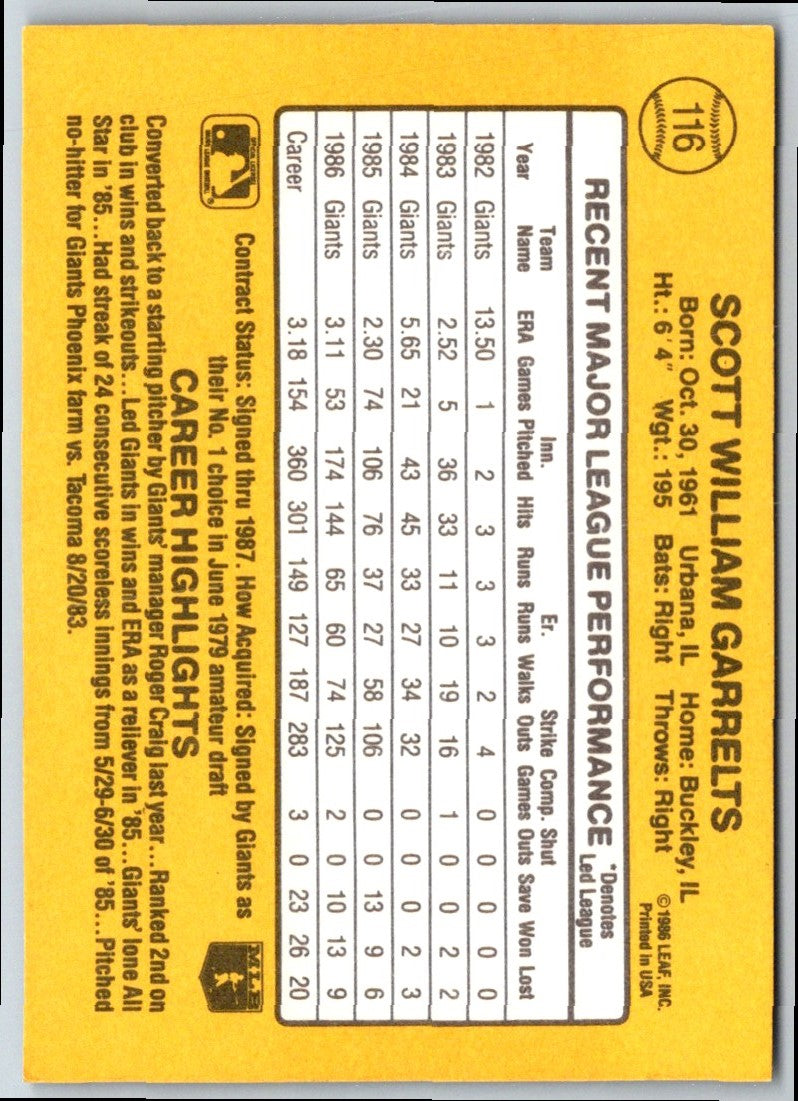 116
SCOTT WILLIAM GARRELTS
Born: Oct. 30, 1961 Urbana, IL Home: Buckley, IL
Ht.: 6'4" Wgt.: 195 Bats: Right Throws: Right
©1986 LEAF, INC.
Printed in USA
RECENT MAJOR LEAGUE PERFORMANCE *Denotes Led League
Team Inn. Er. Strike Comp. Shut
Year Name ERA Games Pitched Hits Runs Runs Walks Outs Games Outs Save Won Lost
1982 Giants 13.50 1 2 3 3 3 2 4 0 0 0 0 0
1983 Giants 2.52 5 36 33 11 10 19 16 1 0 0 2 2
1984 Giants 5.65 21 43 45 33 27 34 32 0 0 0 2 3
1985 Giants 2.30 74 106 76 37 27 58 106 0 0 13 9 6
1986 Giants 3.11 53 174 144 65 60 74 125 2 0 10 13 9
Career 3.18 154 360 301 149 127 187 283 3 0 23 26 20
Contract Status: Signed thru 1987. How Acquired: Signed by Giants as
their No. 1 choice in June 1979 amateur draft
MLB
CAREER HIGHLIGHTS
Converted back to a starting pitcher by Giants' manager Roger Craig last year...Ranked 2nd on
club in wins and strikeouts...Led Giants in wins and ERA as a reliever in '85...Giants' lone All
Star in '85...Had streak of 24 consecutive scoreless innings from 5/29-6/30 of '85...Pitched
no-hitter for Giants Phoenix farm vs. Tacoma 8/20/83.